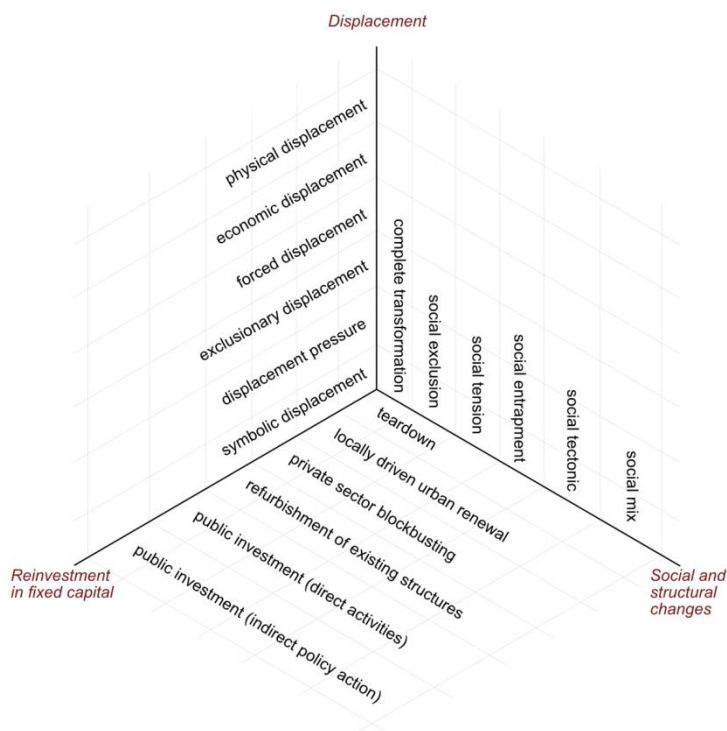 Displacement
physical displacement
economic displacement
forced displacement
exclusionary displacement
displacement pressure
symbolic displacement
complete transformation
social exclusion
social tension
social entrapment
social tectonic
social mix
teardown
locally driven urban renewal
private sector blockbusting
refurbishment of existing structures
public investment (direct activities)
public investment (indirect policy action)
Reinvestment
in fixed capital
Social and
structural
changes